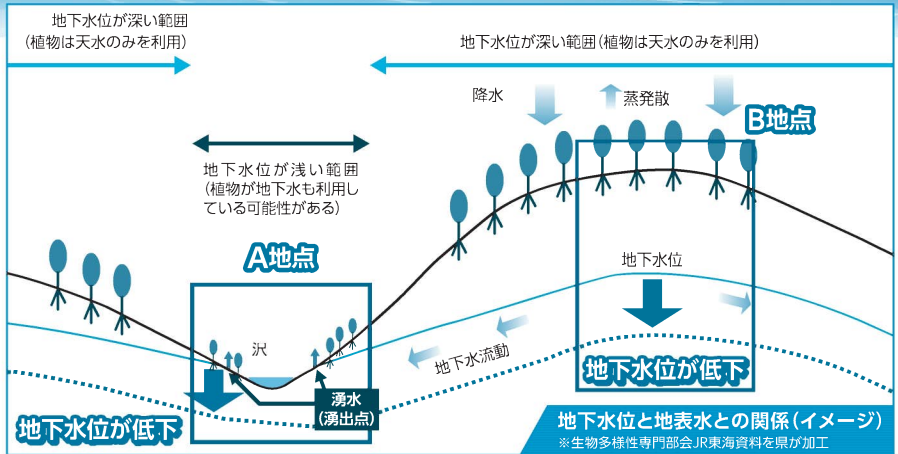 地下水位が深い範囲
(植物は天水のみを利用)
地下水位が深い範囲(植物は天水のみを利用)
降水
蒸発散
B地点
地下水位が浅い範囲
(植物が地下水も利用し
ている可能性がある)
A地点
地下水位
沢
地下水流動
地下水位が低下
湧水
(湧出点)
地下水位が低下
地下水位と地表水との関係(イメージ)
※生物多様性専門部会JR東海資料を県が加工